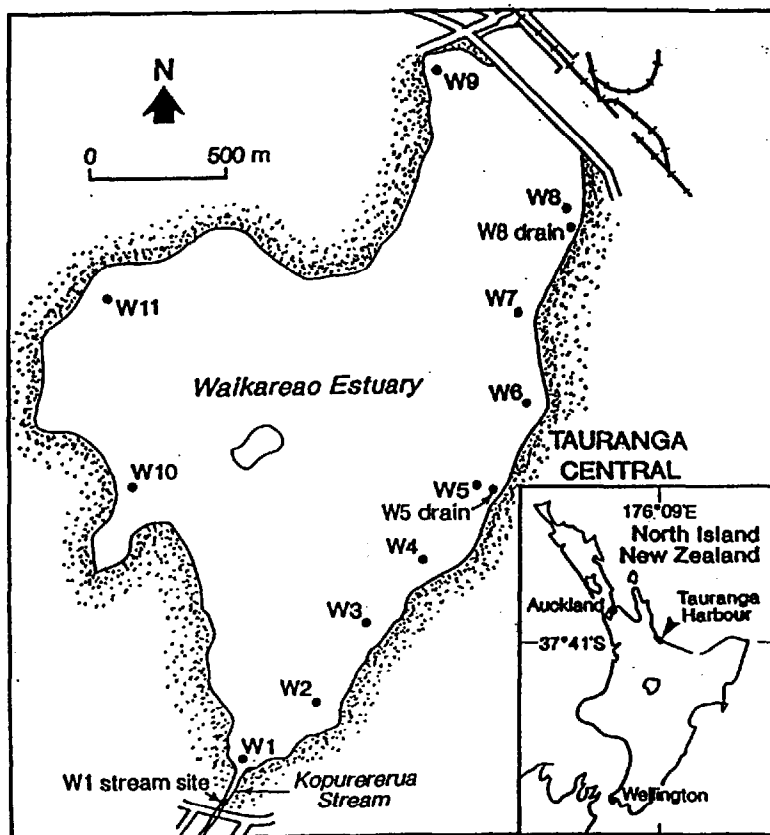 N
0 500 m
W9
W8
W8 drain
W11
W7
Waikareao Estuary
W6
TAURANGA
CENTRAL
W10
W5
W5 drain
W4
W3
W2
W1
W1 stream site
Kopurererua
Stream
176°09'E
North Island
New Zealand
Auckland
Tauranga
Harbour
37°41'S
Wellington